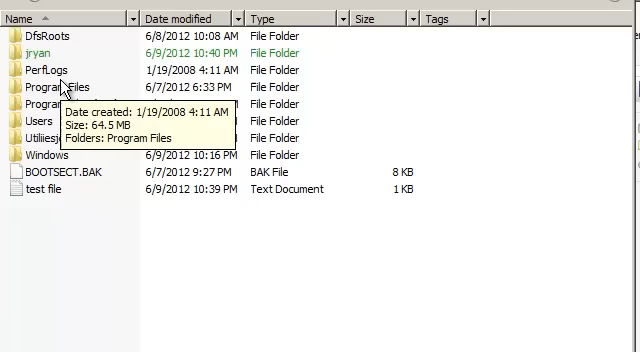 Name Date modified Type Size Tags
DfsRoots 6/8/2012 10:08 AM File Folder
jryan 6/9/2012 10:40 PM File Folder
PerfLogs 1/19/2008 4:11 AM File Folder
Program Files 6/7/2012 6:33 PM File Folder
Program File Folder
Date created: 1/19/2008 4:11 AM
Users File Folder
Size: 64.5 MB
File Folder
Folders: Program Files
Windows 6/9/2012 10:16 PM File Folder
BOOTSECT.BAK 6/7/2012 9:27 PM BAK File 8 KB
test file 6/9/2012 10:39 PM Text Document 1 KB